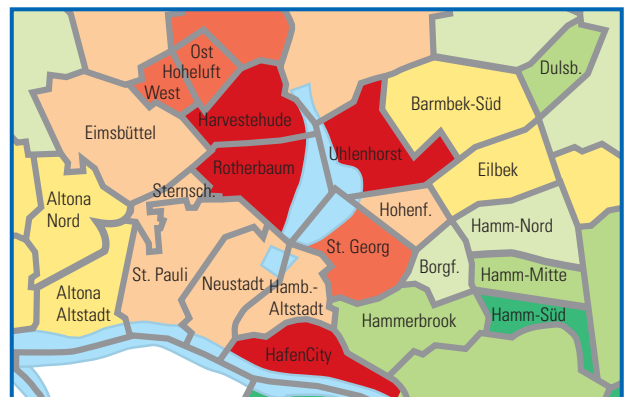 Ost
Hoheluft
West
Dulsb.
Harvestehude
Barmbek-Süd
Eimsbüttel
Uhlenhorst
Rotherbaum
Eilbek
Sternsch.
Altona
Nord
Hohenf.
Hamm-Nord
St. Georg
Borgf.
Hamm-Mitte
St. Pauli
Neustadt
Hamb.-
Altstadt
Altona
Altstadt
Hammerbrook
Hamm-Süd
HafenCity